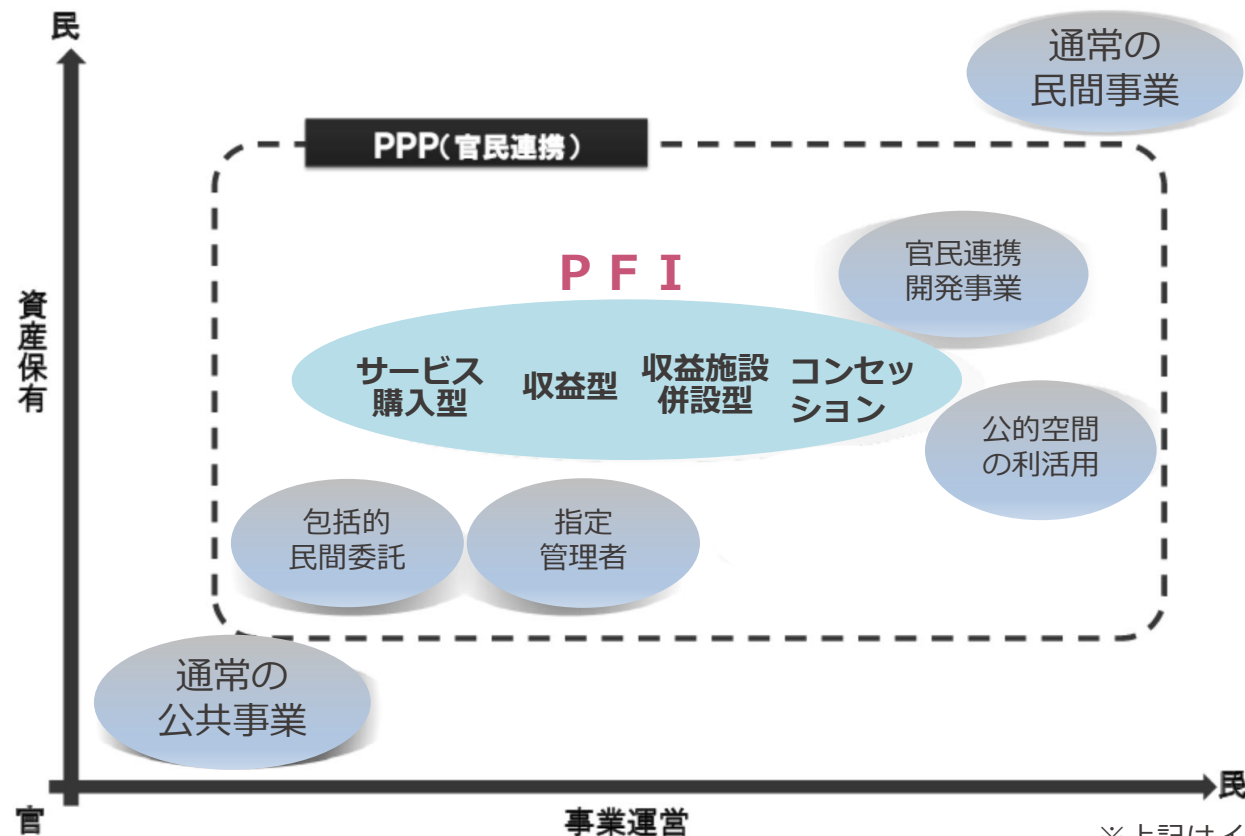 民
通常の
民間事業
PPP(官民連携)
官民連携
開発事業
PFI
資産保有
サービス
購入型
収益型
収益施設
併設型
コンセッ
ション
公的空間
の利活用
包括的
民間委託
指定
管理者
通常の
公共事業
民
官
事業運営
※上記はイ